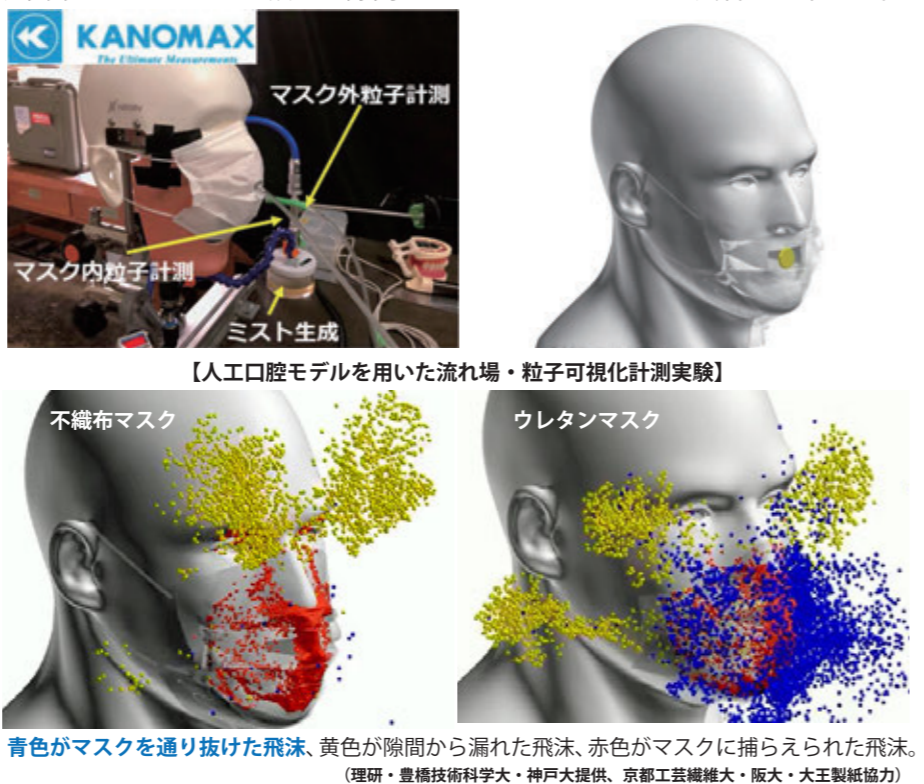 KANOMAX
The Ultimate Measurements
マスク外粒子計測
マスク内粒子計測
ミスト生成
【人工口腔モデルを用いた流れ場・粒子可視化計測実験】
不織布マスク
ウレタンマスク
青色がマスクを通り抜けた飛沫、黄色が隙間から漏れた飛沫、赤色がマスクに捕らえられた飛沫。
（理研・豊橋技術科学大・神戸大提供、京都工芸繊維大・阪大・大王製紙協力）